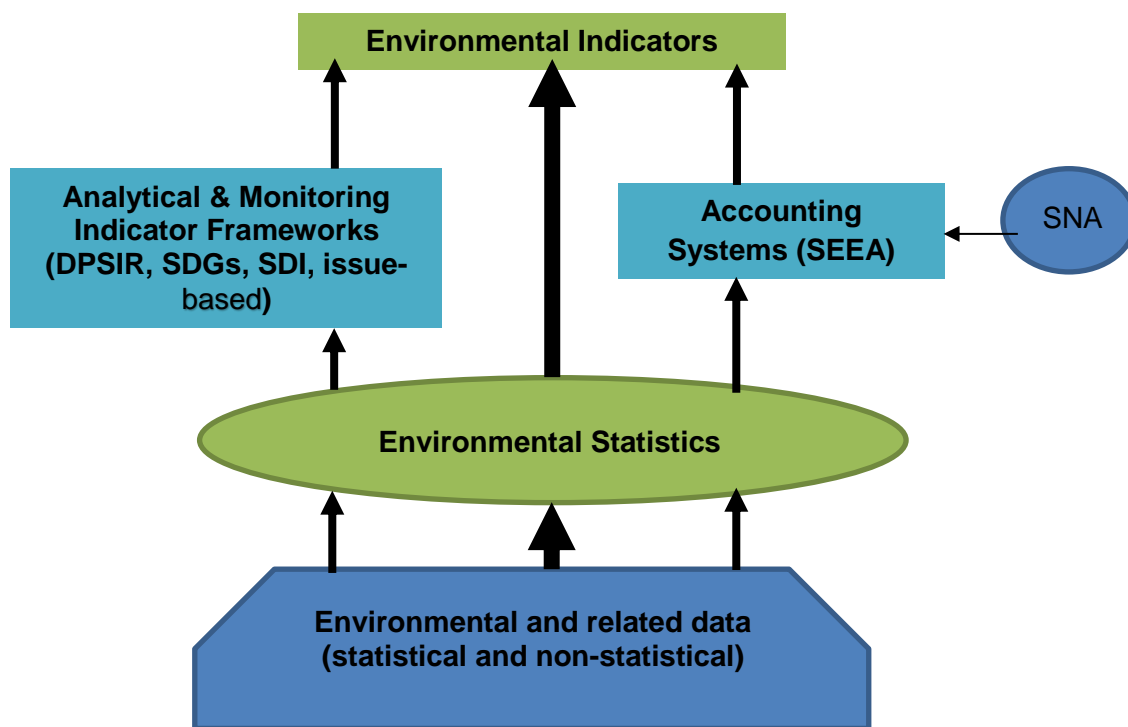 Environmental Indicators
Analytical & Monitoring
Indicator Frameworks
(DPSIR, SDGs, SDI, issue-
based)
Accounting
Systems (SEEA)
SNA
Environmental Statistics
Environmental and related data
(statistical and non-statistical)